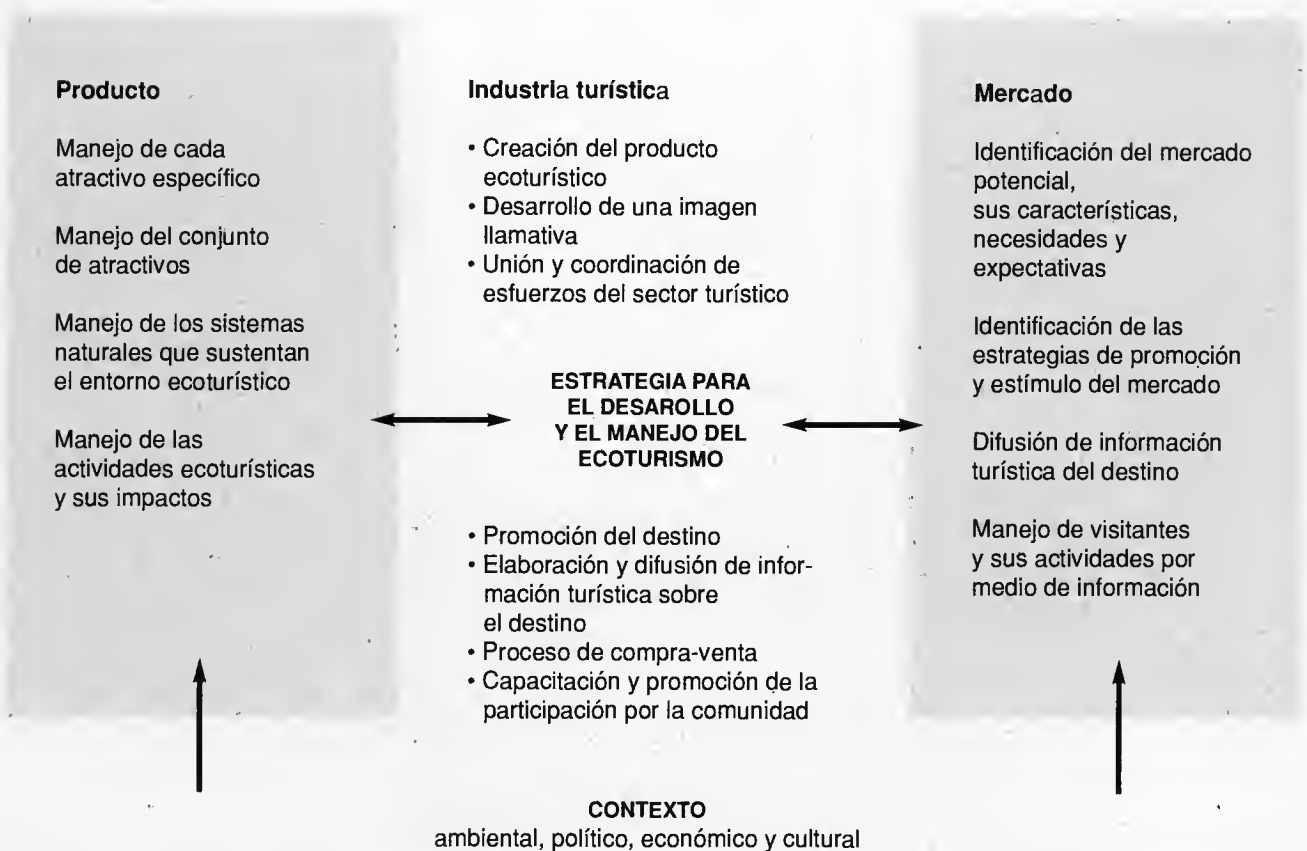 Producto
Manejo de cada
atractivo específico
Manejo del conjunto
de atractivos
Manejo de los sistemas
naturales que sustentan
el entorno ecoturístico
Manejo de las
actividades ecoturísticas
y sus impactos
Industria turística
• Creación del producto
ecoturístico
• Desarrollo de una imagen
llamativa
• Unión y coordinación de
esfuerzos del sector turístico
ESTRATEGIA PARA
EL DESAROLLO
Y EL MANEJO DEL
ECOTURISMO
• Promoción del destino
• Elaboración y difusión de infor-
mación turística sobre
el destino
• Proceso de compra-venta
• Capacitación y promoción de la
participación por la comunidad
Mercado
Identificación del mercado
potencial,
sus características,
necesidades y
expectativas
Identificación de las
estrategias de promoción
y estímulo del mercado
Difusión de información
turística del destino
Manejo de visitantes
y sus actividades por
medio de información
CONTEXTO
ambiental, político, económico y cultural